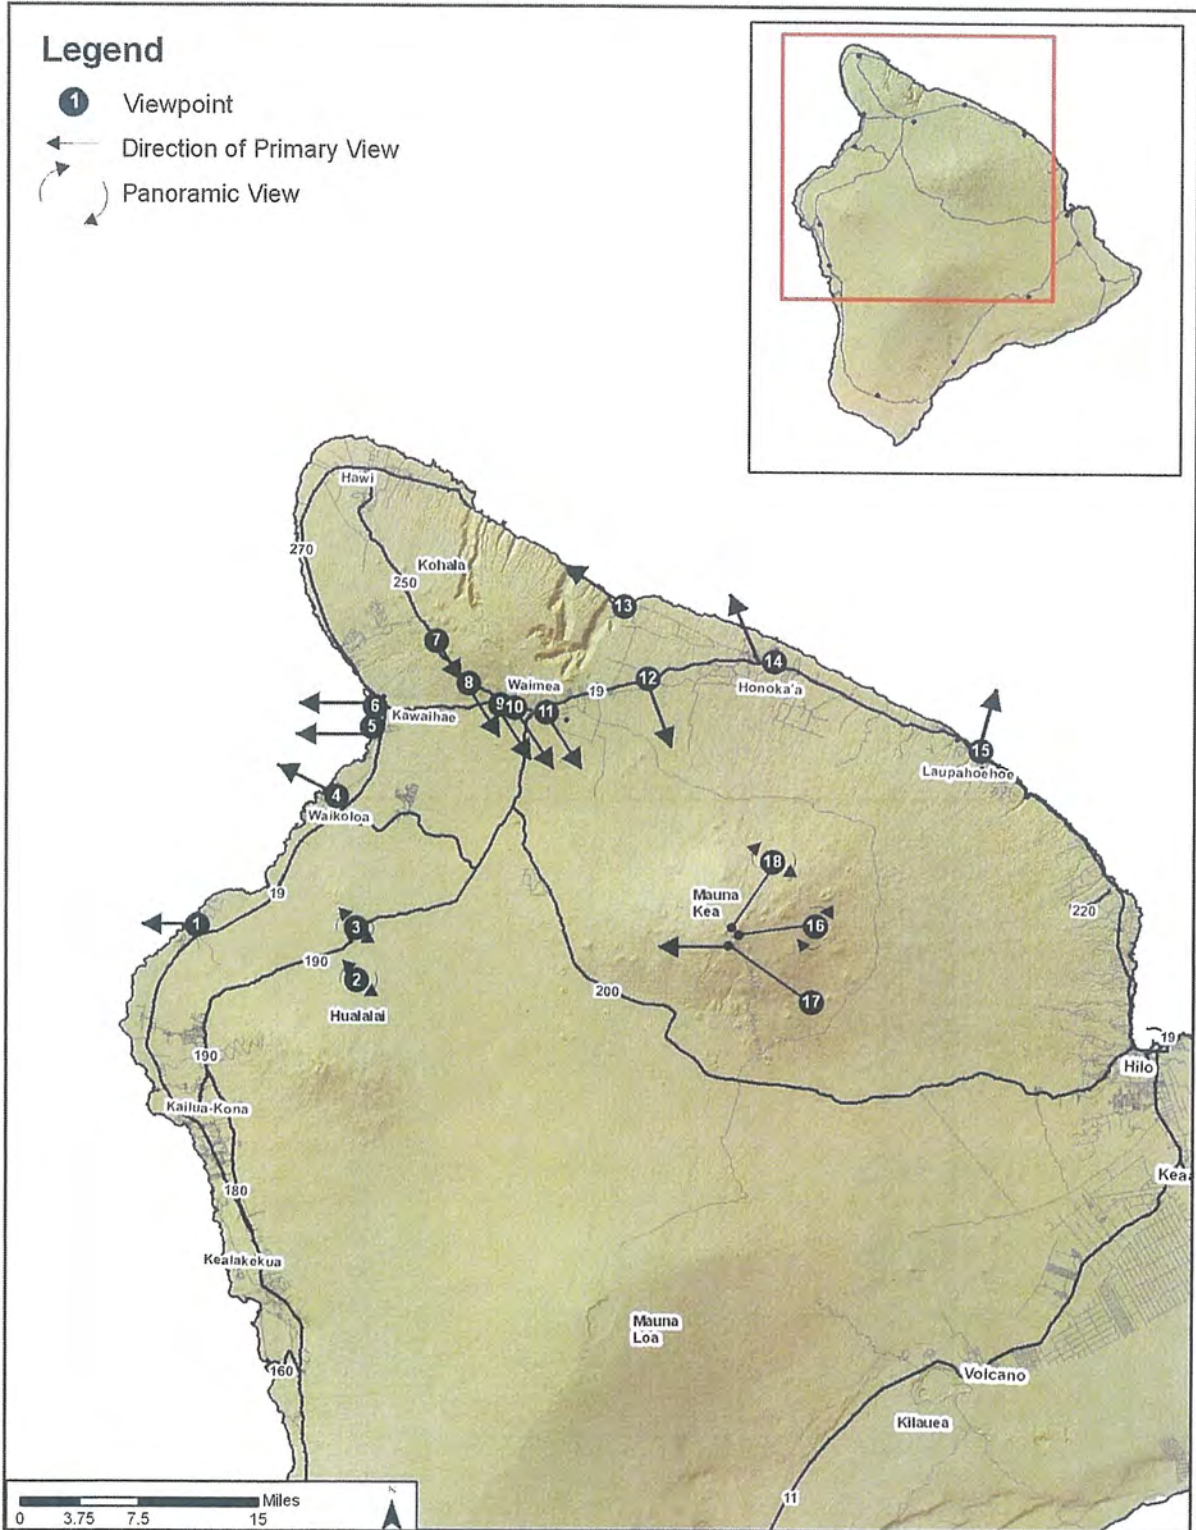 Legend
1 Viewpoint
Direction of Primary View
Panoramic View
Hawi
270
Kohala
250
13
7
14
12
8
Waimea
19
Honoka'a
6
9
10
11
Kawaihae
5
15
Laupahoehoe
4
Waikoloa
18
19
Mauna
Kea
220
1
3
16
190
2
200
17
Hualalai
190
19
Hilo
Kailua-Kona
180
Keaa
Kealakekua
Mauna
Loa
160
Volcano
Kilauea
11
N
Miles
0 3.75 7.5 15